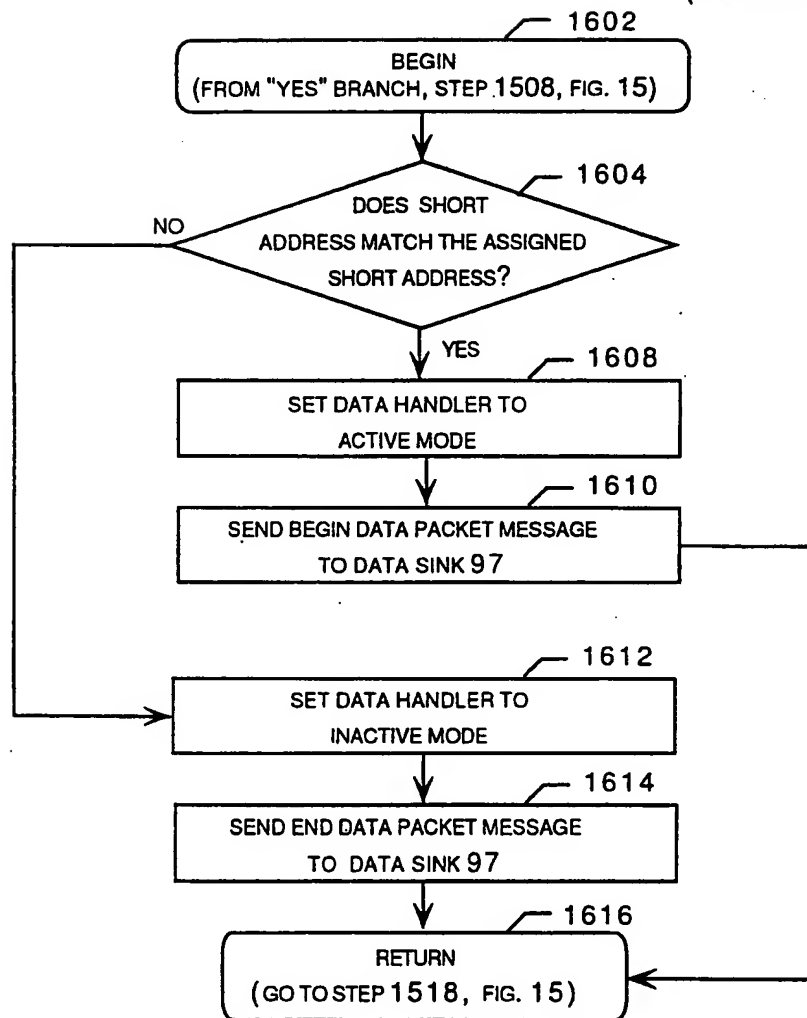 1602
BEGIN
(FROM "YES" BRANCH, STEP 1508, FIG. 15)
1604
DOES SHORT
ADDRESS MATCH THE ASSIGNED
SHORT ADDRESS?
NO
YES
1608
SET DATA HANDLER TO
ACTIVE MODE
1610
SEND BEGIN DATA PACKET MESSAGE
TO DATA SINK 97
1612
SET DATA HANDLER TO
INACTIVE MODE
1614
SEND END DATA PACKET MESSAGE
TO DATA SINK 97
1616
RETURN
(GO TO STEP 1518, FIG. 15)